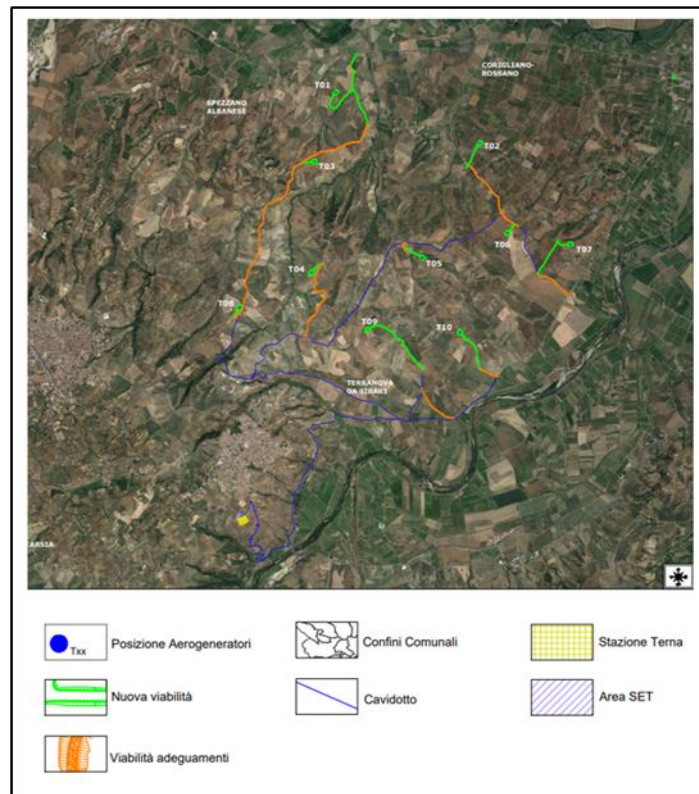 CORIGLIANO-
ROSSANO
T01
SPEZZANO
ALBANESE
T02
T03
T06
T07
T05
T04
T08
T09
T10
TERRANOVA
DA SIBARI
Txx
Posizione Aerogeneratori
Confini Comunali
Stazione Terna
Nuova viabilità
Cavidotto
Area SET
Viabilità adeguamenti